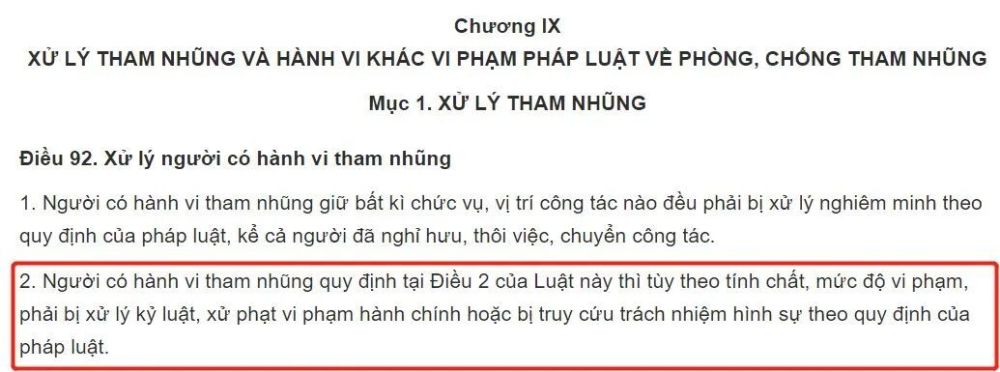 Chương IX
XỬ LÝ THAM NHŨNG VÀ HÀNH VI KHÁC VI PHẠM PHÁP LUẬT VỀ PHÒNG, CHỐNG THAM NHŨNG
Mục 1. XỬ LÝ THAM NHŨNG
Điều 92. Xử lý người có hành vi tham nhũng
1. Người có hành vi tham nhũng giữ bất kì chức vụ, vị trí công tác nào đều phải bị xử lý nghiêm minh theo
quy định của pháp luật, kể cả người đã nghỉ hưu, thôi việc, chuyển công tác.
2. Người có hành vi tham nhũng quy định tại Điều 2 của Luật này thì tùy theo tính chất, mức độ vi phạm,
phải bị xử lý kỷ luật, xử phạt vi phạm hành chính hoặc bị truy cứu trách nhiệm hình sự theo quy định của
pháp luật.